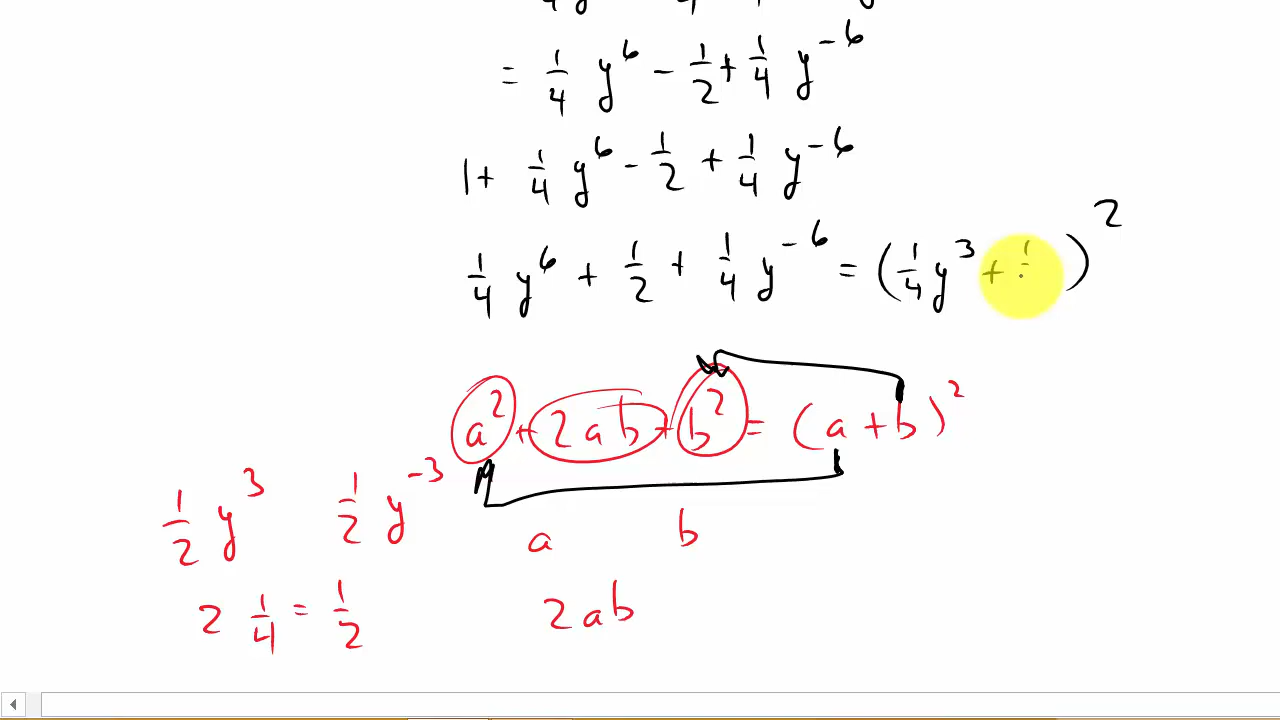 = 1/4 y^6 - 1/2 + 1/4 y^-6
1 + 1/4 y^6 - 1/2 + 1/4 y^-6
1/4 y^6 + 1/2 + 1/4 y^-6 = (1/4 y^3 + 1/ )^2
a^2 + 2ab + b^2 = (a + b)^2
1/2 y^3 1/2 y^-3 a b
2 1/4 = 1/2 2ab